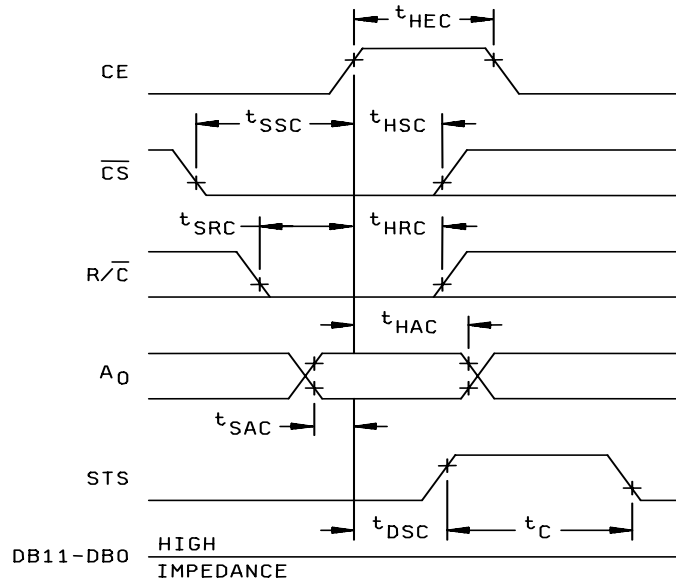 tHEC
CE
tSSC
tHSC
CS
tSRC
tHRC
R/C
tHAC
A0
tSAC
STS
tDSC
tC
DB11-DB0
HIGH
IMPEDANCE